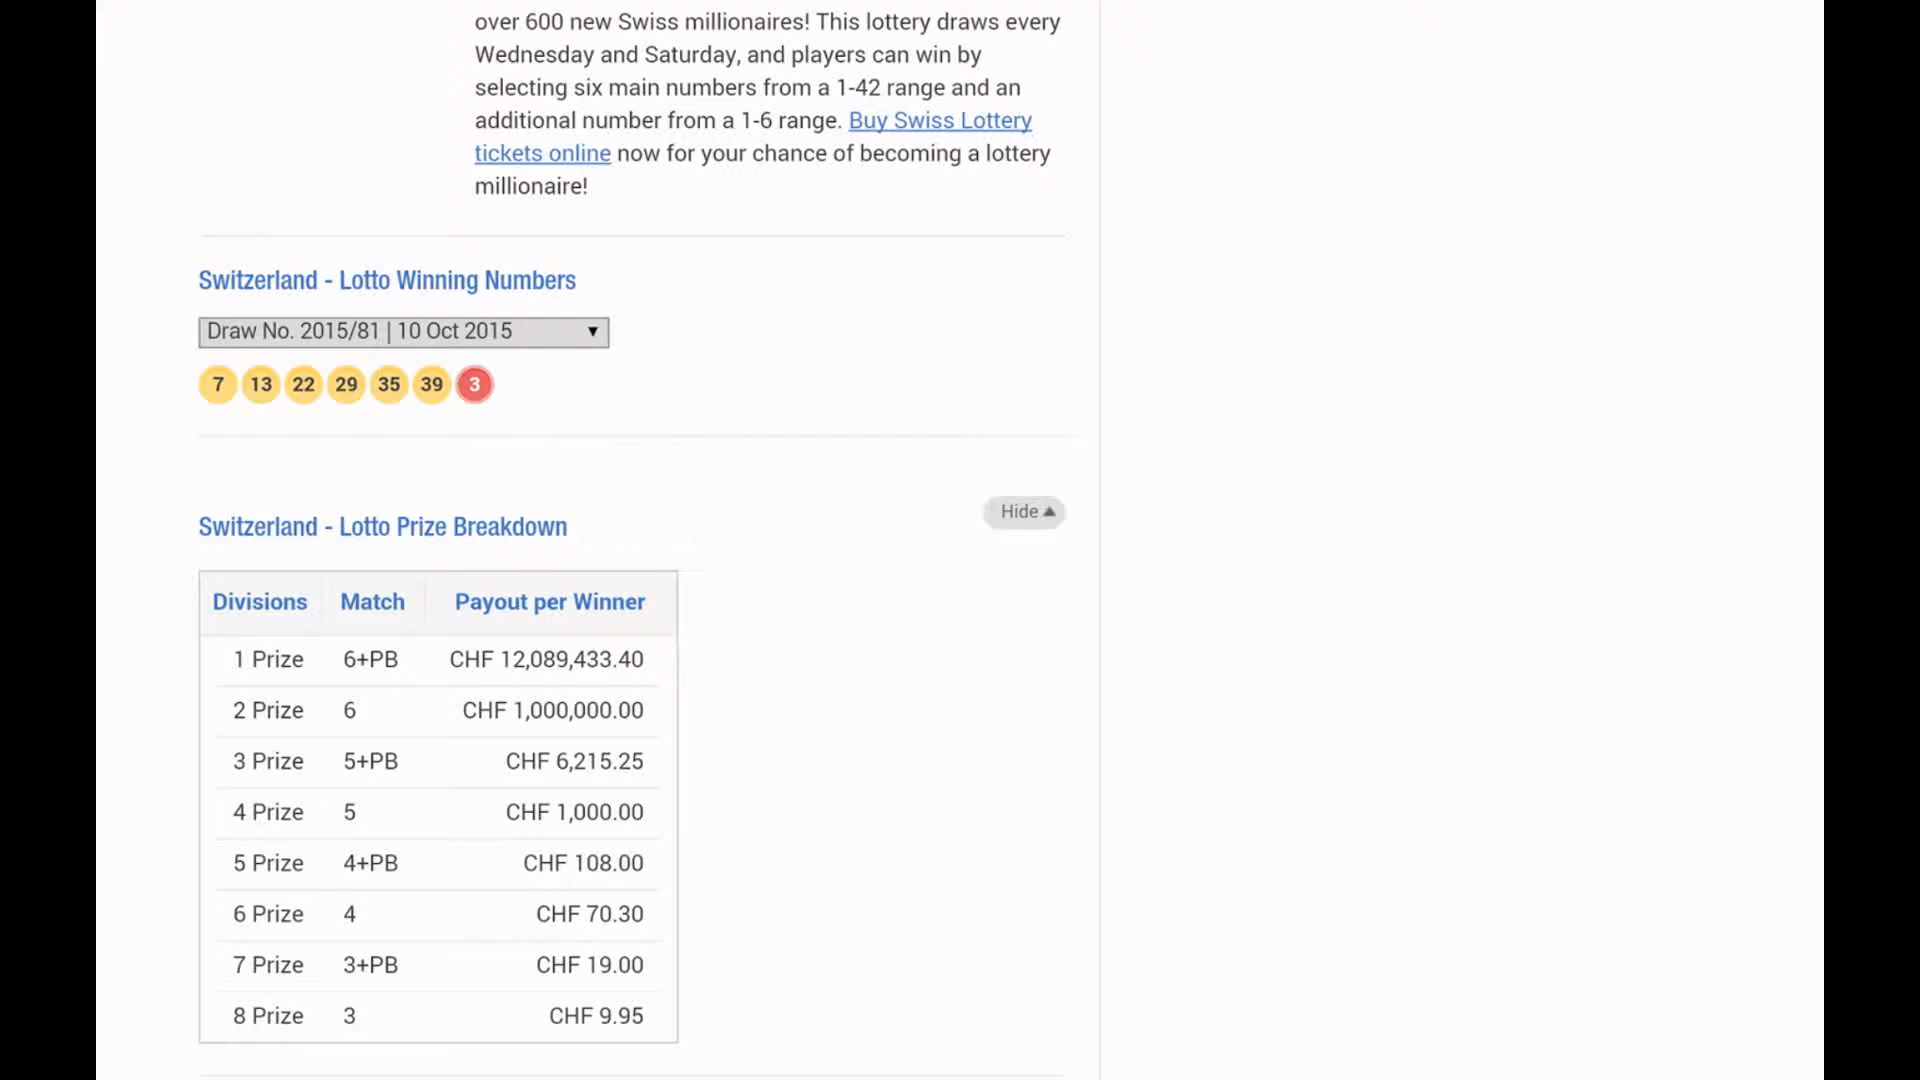 over 600 new Swiss millionaires! This lottery draws every
Wednesday and Saturday, and players can win by
selecting six main numbers from a 1-42 range and an
additional number from a 1-6 range. Buy Swiss Lottery
tickets online now for your chance of becoming a lottery
millionaire!
Switzerland - Lotto Winning Numbers
Draw No. 2015/81 | 10 Oct 2015 ▼
7 13 22 29 35 39 3
Hide ▲
Switzerland - Lotto Prize Breakdown
Divisions Match Payout per Winner
1 Prize 6+PB CHF 12,089,433.40
2 Prize 6 CHF 1,000,000.00
3 Prize 5+PB CHF 6,215.25
4 Prize 5 CHF 1,000.00
5 Prize 4+PB CHF 108.00
6 Prize 4 CHF 70.30
7 Prize 3+PB CHF 19.00
8 Prize 3 CHF 9.95